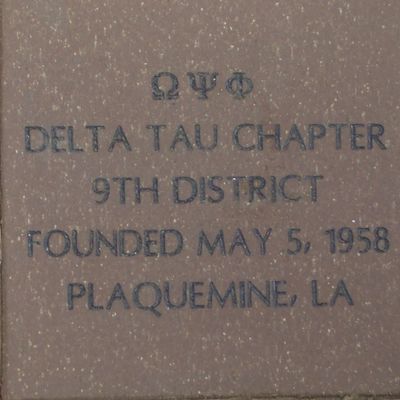 ΩΨΦ
DELTA TAU CHAPTER
9TH DISTRICT
FOUNDED MAY 5, 1958
PLAQUEMINE, LA